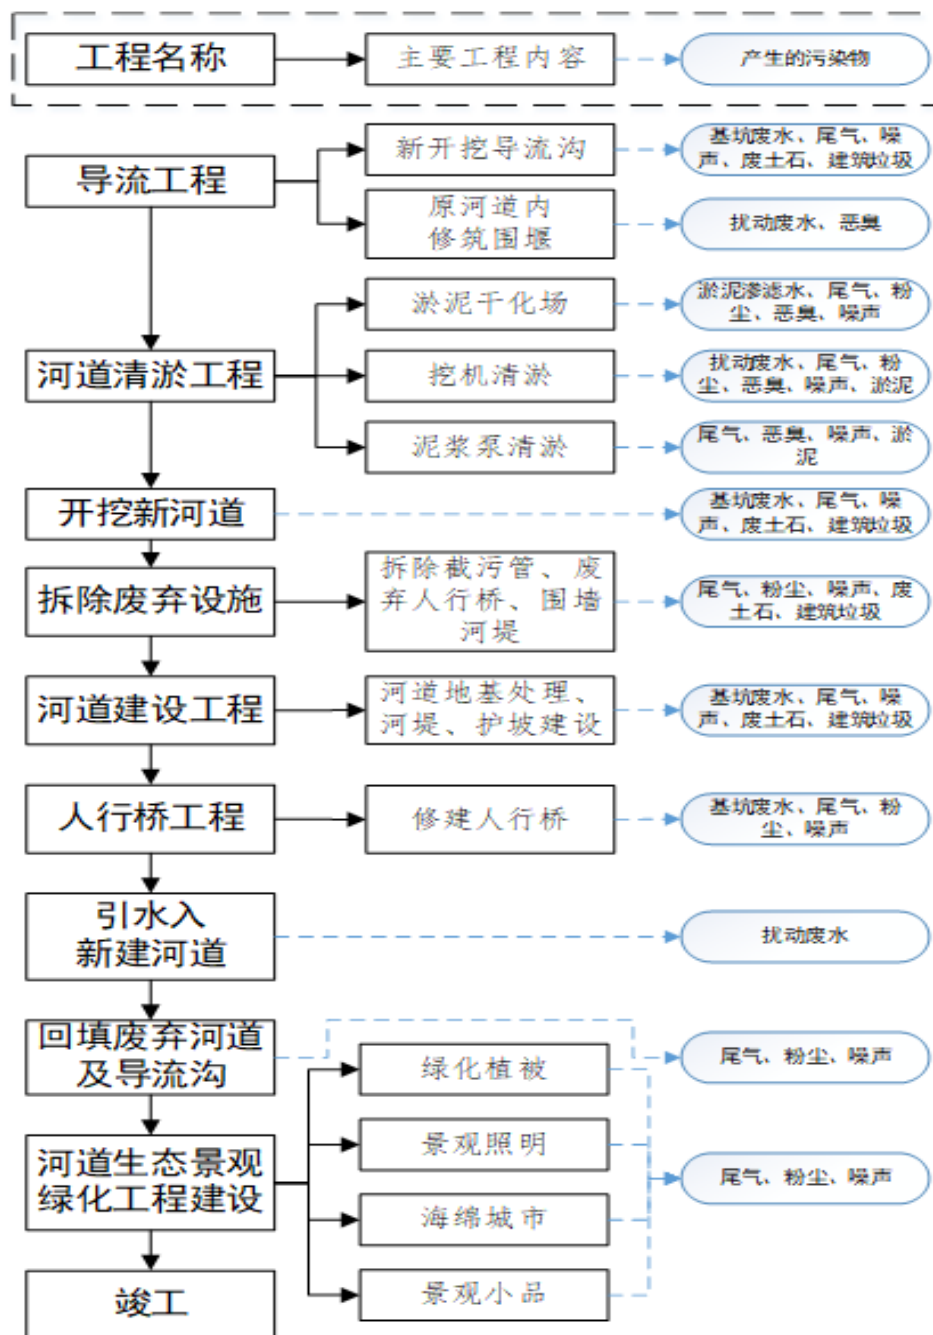 工程名称
主要工程内容
产生的污染物
导流工程
新开挖导流沟
基坑废水、尾气、噪
声、废土石、建筑垃圾
原河道内
修筑围堰
扰动废水、恶臭
河道清淤工程
淤泥干化场
淤泥渗滤水、尾气、粉
尘、恶臭、噪声
挖机清淤
扰动废水、尾气、粉
尘、恶臭、噪声、淤泥
泥浆泵清淤
尾气、恶臭、噪声、淤
泥
开挖新河道
基坑废水、尾气、噪
声、废土石、建筑垃圾
拆除废弃设施
拆除截污管、废
弃人行桥、围墙
河堤
尾气、粉尘、噪声、废
土石、建筑垃圾
河道建设工程
河道地基处理、
河堤、护坡建设
基坑废水、尾气、噪
声、废土石、建筑垃圾
人行桥工程
修建人行桥
基坑废水、尾气、粉
尘、噪声
引水入
新建河道
扰动废水
回填废弃河道
及导流沟
尾气、粉尘、噪声
河道生态景观
绿化工程建设
绿化植被
景观照明
海绵城市
景观小品
尾气、粉尘、噪声
竣工